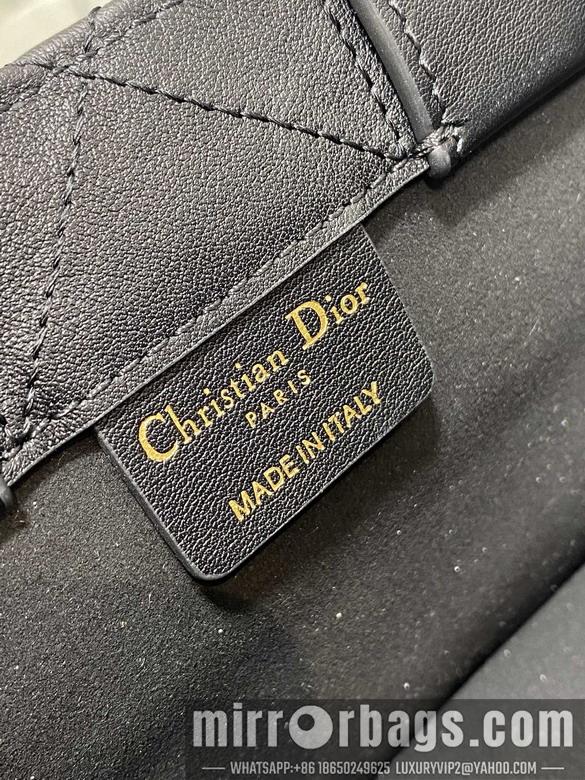 Christian Dior
PARIS
MADE IN ITALY
mirrorbags.com
WHATSAPP:+86 18650249625 LUXURYVIP2@YAHOO.COM